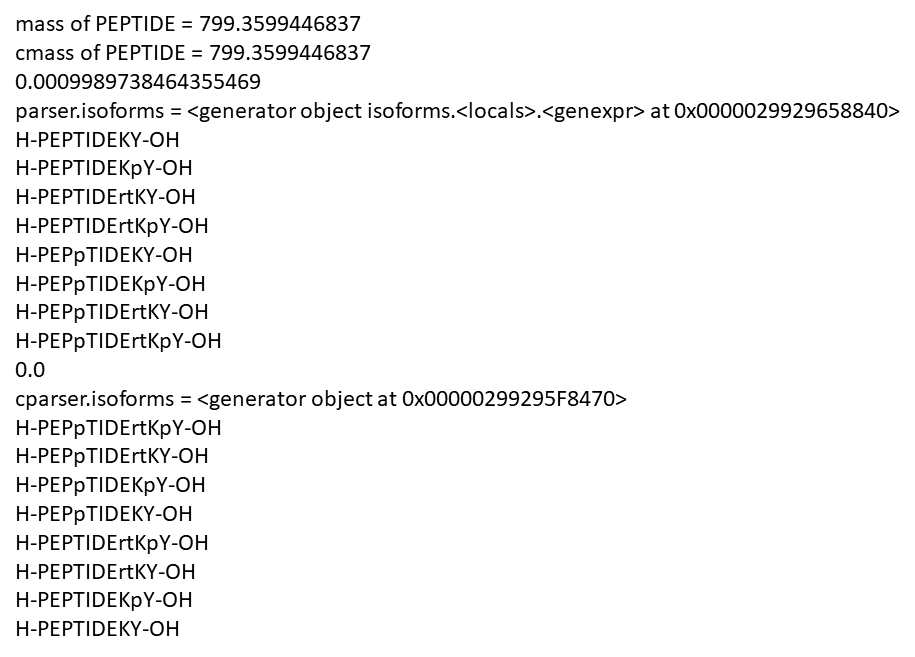 mass of PEPTIDE = 799.3599446837
cmass of PEPTIDE = 799.3599446837
0.0009989738464355469
parser.isoforms = <generator object isoforms.<locals>.<genexpr> at 0x0000029929658840>
H-PEPTIDEKY-OH
H-PEPTIDEKpY-OH
H-PEPTIDErtKY-OH
H-PEPTIDErtKpY-OH
H-PEPpTIDEKY-OH
H-PEPpTIDEKpY-OH
H-PEPpTIDErtKY-OH
H-PEPpTIDErtKpY-OH
0.0
cparser.isoforms = <generator object at 0x00000299295F8470>
H-PEPpTIDErtKpY-OH
H-PEPpTIDErtKY-OH
H-PEPpTIDEKpY-OH
H-PEPpTIDEKY-OH
H-PEPTIDErtKpY-OH
H-PEPTIDErtKY-OH
H-PEPTIDEKpY-OH
H-PEPTIDEKY-OH